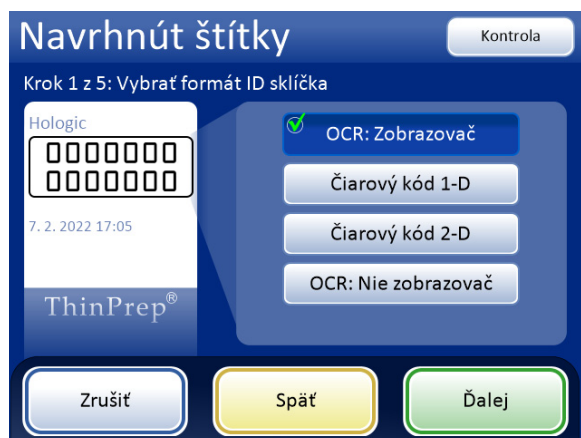 Navrhnúť štítky
Kontrola
Krok 1 z 5: Vybrať formát ID sklíčka
Hologic
0000000
0000000
7. 2. 2022 17:05
ThinPrep®
OCR: Zobrazovač
Čiarový kód 1-D
Čiarový kód 2-D
OCR: Nie zobrazovač
Zrušiť
Späť
Ďalej